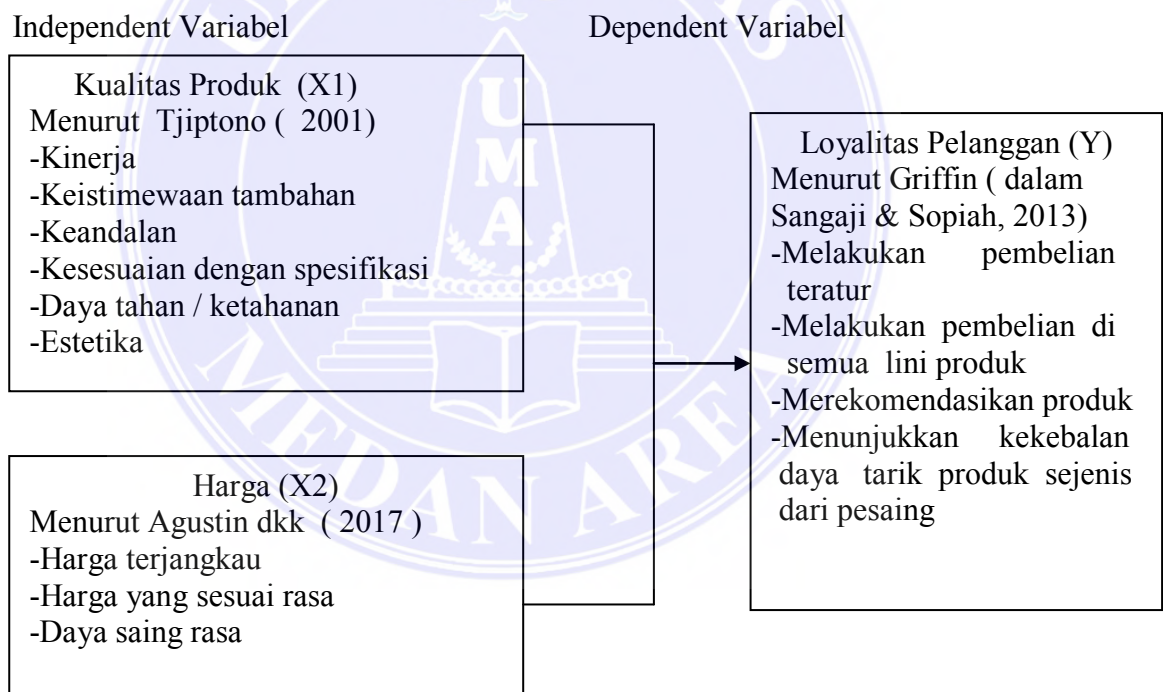 Independent Variabel
Dependent Variabel
Kualitas Produk (X1)
Menurut Tjiptono ( 2001)
-Kinerja
-Keistimewaan tambahan
-Keandalan
-Kesesuaian dengan spesifikasi
-Daya tahan / ketahanan
-Estetika
Harga (X2)
Menurut Agustin dkk ( 2017 )
-Harga terjangkau
-Harga yang sesuai rasa
-Daya saing rasa
Loyalitas Pelanggan (Y)
Menurut Griffin ( dalam
Sangaji & Sopiah, 2013)
-Melakukan pembelian
teratur
-Melakukan pembelian di
semua lini produk
-Merekomendasikan produk
-Menunjukkan kekebalan
daya tarik produk sejenis
dari pesaing
UMA
MEDAN AREA